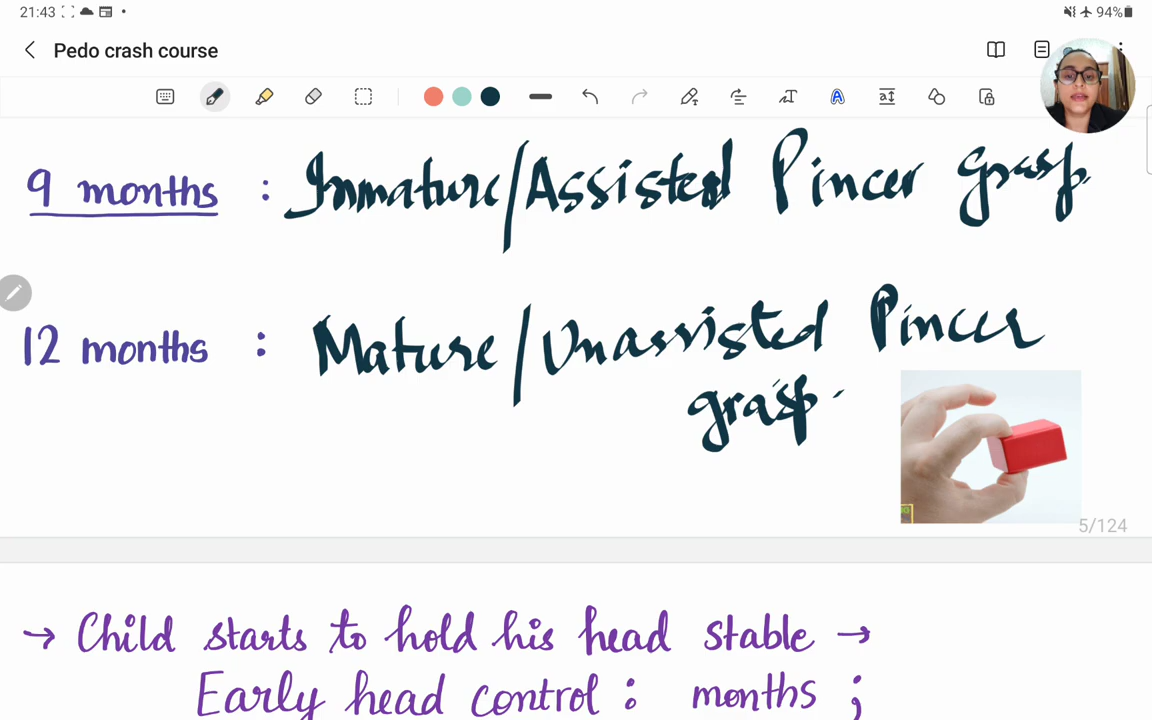 21:43
94%
Pedo crash course
9 months : Immature/Assisted Pincer grasp.
12 months : Mature/Unassisted Pincer
grasp.
5/124
→ Child starts to hold his head stable →
Early head control : months ;